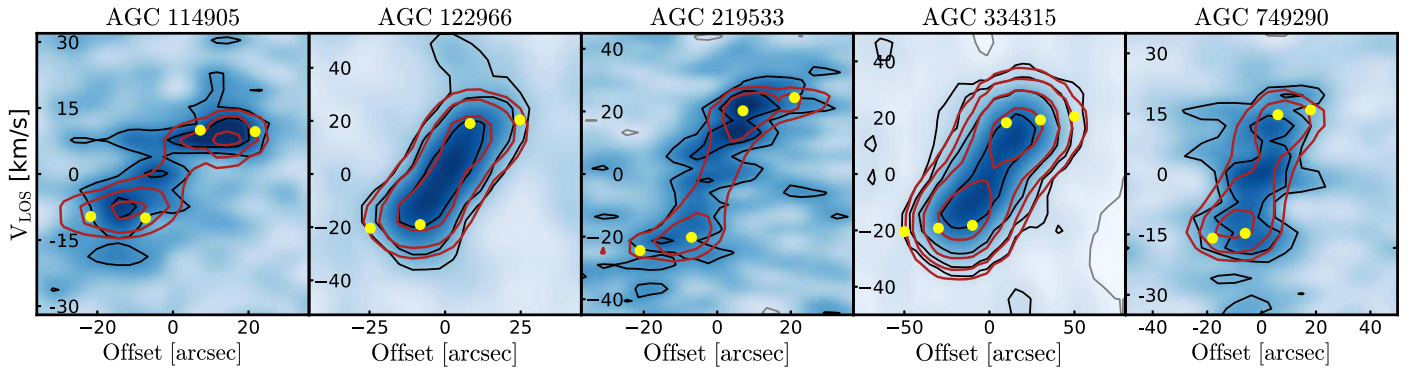 AGC 114905 AGC 122966 AGC 219533 AGC 334315 AGC 749290
30 15 0 -15 -30
40 20 0 −20 −40
40 20 0 −20 −40
40 20 0 −20 −40
30 15 0 -15 -30
V_LOS [km/s]
−20 0 20
−25 0 25
−20 0 20
−50 0 50
−40 -20 0 20 40
Offset [arcsec] Offset [arcsec] Offset [arcsec] Offset [arcsec] Offset [arcsec]